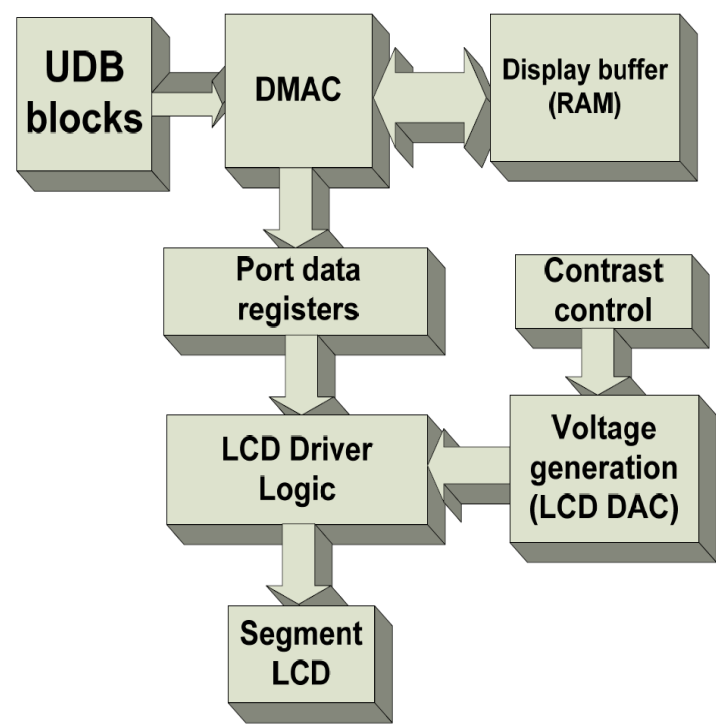 UDB
blocks
DMAC
Display buffer
(RAM)
Port data
registers
Contrast
control
LCD Driver
Logic
Voltage
generation
(LCD DAC)
Segment
LCD